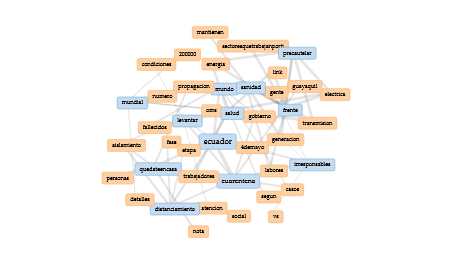 mantienen
sectoresquetrabajanporti
200000
precautelar
condiciones
energia
link
sanidad
propagacion
mundo
gente
guayaquil
numero
electrica
mundial
oms
salud
frente
gobierno
levantar
transmision
fallecidos
ecuador
generacion
aislamiento
fase
etapa
4demayo
irresponsables
quedateencasa
labores
personas
trabajadores
cuarentena
casos
detalles
segun
distanciamiento
atencion
social
vs
nota